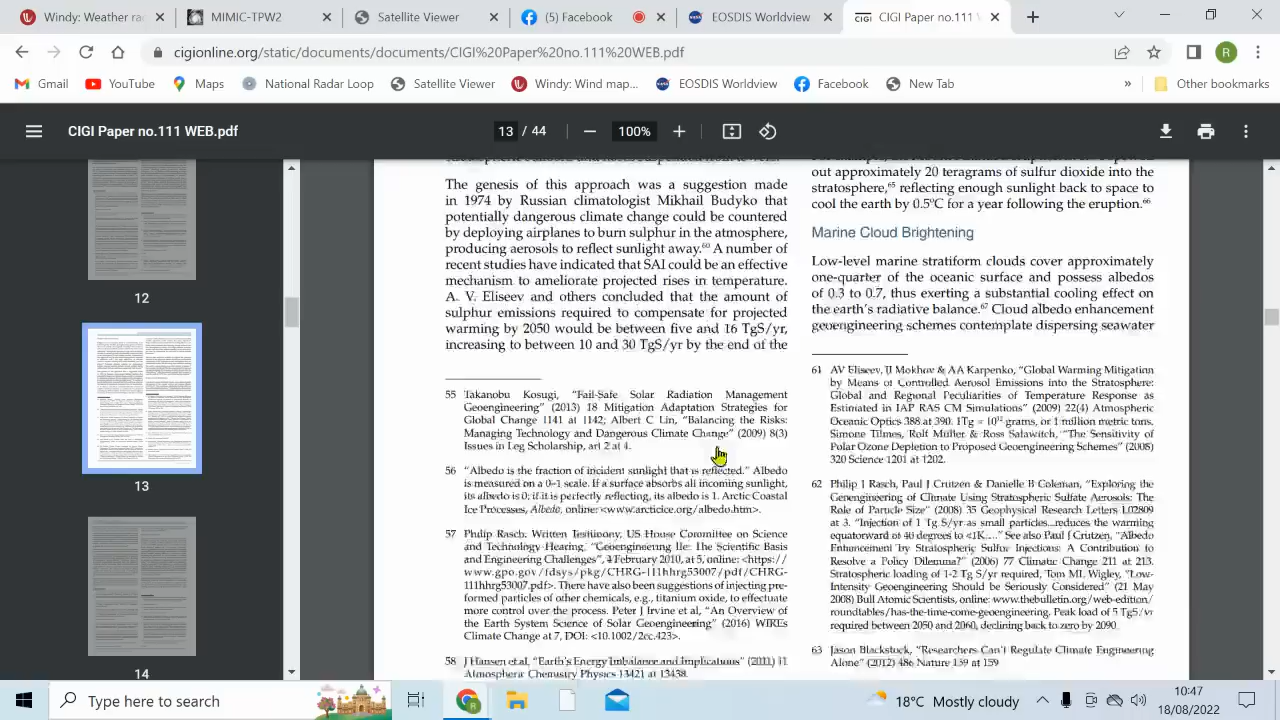 MIMIC-TPW2
Satellite Viewer
(5) Facebook
EOSDIS Worldview
111.pdf
cigionline.org/static/documents/documents/CIGI%20Paper%20no.111%20WEB.pdf
R
Gmail
YouTube
Maps
National Radar Loop
Satellite Viewer
Windy: Wind map...
EOSDIS Worldview
Facebook
New Tab
»
Other bookmarks
CIGI Paper no.111 WEB.pdf
13 / 44
100%
12
13
14
The genesis of this approach was a suggestion made
in 1974 by Russian climatologist Mikhail Budyko that
potentially dangerous climate change could be countered
by deploying airplanes to burn sulphur in the atmosphere,
producing aerosols to reflect sunlight away.60 A number of
recent studies have indicated that SAI could be an effective
mechanism to ameliorate projected rises in temperature.
A. V. Eliseev and others concluded that the amount of
sulphur emissions required to compensate for projected
warming by 2050 would be between five and 16 TgS/yr,
increasing to between 10 and 30 TgS/yr by the end of the
55 Takanobu Kosugi, "Fail-Safe Solar Radiation Management
Geoengineering" 18 Mitigation Adaptation Strategies for
Global Change 1141 at 1142; Albert C Lin, "Balancing the Risks:
Managing Technology and Dangerous Climate Change" (2009) 8(3)
Issues in Leg Scholarship, art 2 at 4.
56 "Albedo is the fraction of incident sunlight that is reflected." Albedo
is measured on a 0–1 scale. If a surface absorbs all incoming sunlight,
its albedo is 0; if it is perfectly reflecting, its albedo is 1. Arctic Coastal
Ice Processes, Albedo, online: <www.arcticice.org/albedo.htm>.
57 Philip Rasch, Written Testimony, US House Committee on Science
and Technology Hearing, "Geoengineering II: The Scientific Basis
and Engineering Challenges", 4 February 2010, at 5, online: <https://
www.gpo.gov/fdsys/pkg/CHRG-111hhrg53007/pdf/CHRG-
111hhrg53007.pdf>. There have also been suggestions of injecting pre-
formed particles of other chemicals, e.g., titanium oxide, to effectuate
more control over the process. Peter J Irvine et al, "An Overview of
the Earth System Science of Solar Geoengineering" (2016) WIREs
Climate Change at 7, DOI: <10.1002/wcc.423>.
58 J Hansen et al, "Earth's Energy Imbalance and Implications" (2011) 11
Atmospheric Chemistry Physics 13421 at 13438.
out approximately 20 teragrams of sulfur dioxide into the
stratosphere,65 reflecting enough sunlight back to space to
cool the earth by 0.5°C for a year following the eruption.66
Marine Cloud Brightening
Low-level marine stratiform clouds cover approximately
one-quarter of the oceanic surface and possess albedos
of 0.3 to 0.7, thus exerting a substantial cooling effect on
the earth's radiative balance.67 Cloud albedo enhancement
geoengineering schemes contemplate dispersing seawater
61 AV Eliseev, II Mokhov & AA Karpenko, "Global Warming Mitigation
by Means of Controlled Aerosol Emissions into the Stratosphere:
Global and Regional Peculiarities of Temperature Response as
Estimated in IAP RAS CM Simulations" (2009) 22(4) Atmospheric
Oceanic Optics 388 at 390. 1Tg = 1012 grams, or 1 million metric tons.
Simone Tilmes, Rolf Müller & Ross Salawitch, "The Sensitivity of
Polar Ozone Depletion to Proposed Geoengineering Schemes" (2008)
320 Science 1201 at 1202.
62 Philip J Rasch, Paul J Crutzen & Danielle B Coleman, "Exploring the
Geoengineering of Climate Using Stratospheric Sulfate Aerosols: The
Role of Particle Size" (2008) 35 Geophysical Research Letters L02809
3. "Injection of 1 TgS/yr as small particles...reduces the warming
equatorward of 40 degrees to <1K...." See also Paul J Crutzen, "Albedo
Enhancement by Stratospheric Sulfur Injections: A Contribution to
Resolve a Policy Dilemma?" (2006) 77 Climatic Change 211 at 213.
Stratospheric loading of 1-2 Tg S/yr required, Tom ML Wigley, "Low-
Intensity Geoengineering Should be Seriously Considered" (21 May
2008) Bull Atomic Scientists, online: www.thebulletin.org/web-edition/
roundtables/has-the-time-come-geoengineering. Peak load of 5 TgS/yr
required between 2050 and 2060, declining back to zero by 2090.
63 Jason Blackstock, "Researchers Can't Regulate Climate Engineering
Alone" (2012) 486 Nature 159 at 159
Type here to search
18°C Mostly cloudy
10:47
18/08/2022